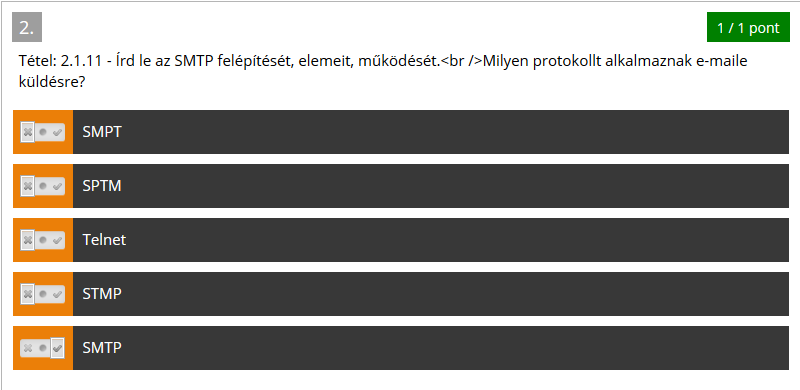 2.
1 / 1 pont
Tétel: 2.1.11 - Írd le az SMTP felépítését, elemeit, működését.<br />Milyen protokollt alkalmaznak e-maile
küldésre?
SMPT
SPTM
Telnet
STMP
SMTP